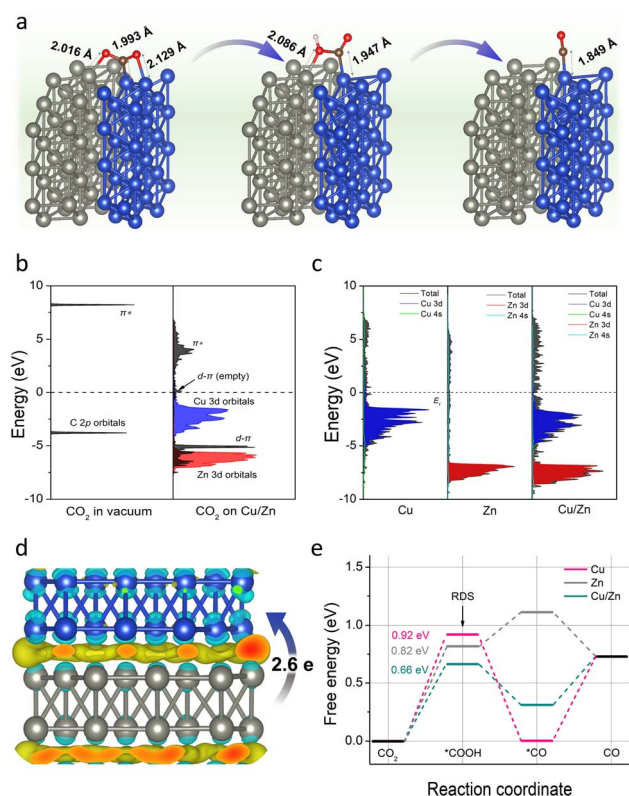 a
2.016 Å
1.993 Å
2.129 Å
2.086 Å
1.947 Å
1.849 Å
b
Energy (eV)
10
5
0
-5
-10
π*
C 2p orbitals
CO2 in vacuum
π*
d-π (empty)
Cu 3d orbitals
d-π
Zn 3d orbitals
CO2 on Cu/Zn
c
Energy (eV)
10
5
0
-5
-10
Total
Cu 3d
Cu 4s
Total
Zn 3d
Zn 4s
Total
Cu 3d
Cu 4s
Zn 3d
Zn 4s
Cu
Zn
Cu/Zn
d
2.6 e
e
Free energy (eV)
1.5
1.0
0.5
0.0
RDS
Cu
Zn
Cu/Zn
0.92 eV
0.82 eV
0.66 eV
CO2
*COOH
*CO
CO
Reaction coordinate